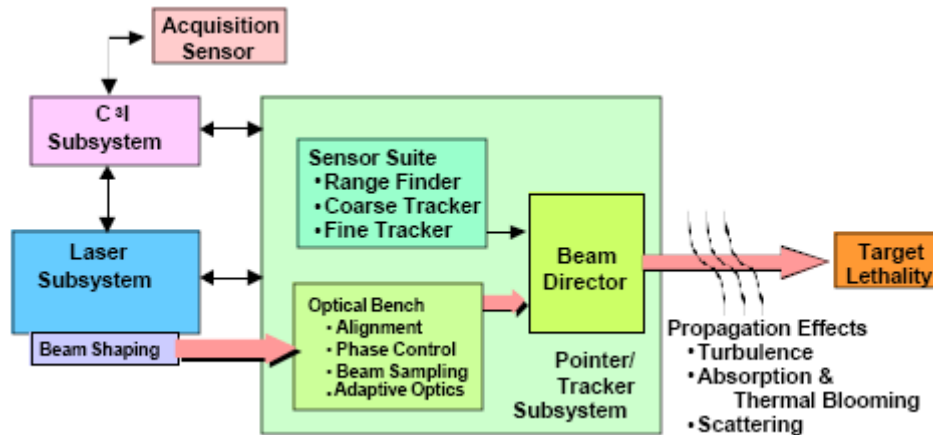 Acquisition
Sensor
C³I
Subsystem
Laser
Subsystem
Beam Shaping
Sensor Suite
• Range Finder
• Coarse Tracker
• Fine Tracker
Optical Bench
• Alignment
• Phase Control
• Beam Sampling
• Adaptive Optics
Beam
Director
Pointer/
Tracker
Subsystem
Propagation Effects
• Turbulence
• Absorption &
Thermal Blooming
• Scattering
Target
Lethality